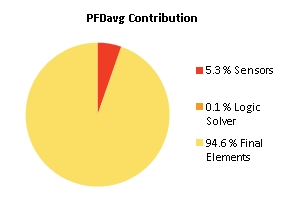 PFDavg Contribution
5.3 % Sensors
0.1 % Logic
Solver
94.6 % Final
Elements